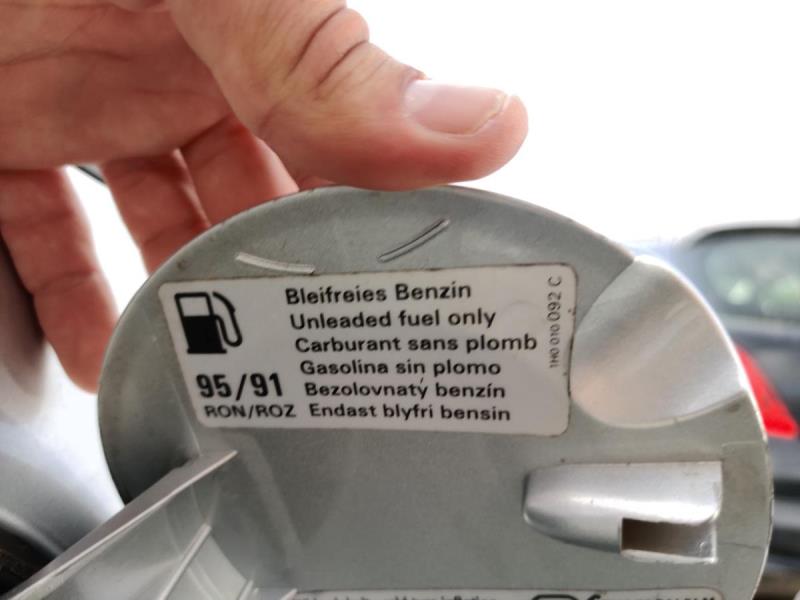 Bleifreies Benzin
Unleaded fuel only
Carburant sans plomb
Gasolina sin plomo
95/91 Bezolovnatý benzín
RON/ROZ Endast blyfri bensin
1H0 010 092 C